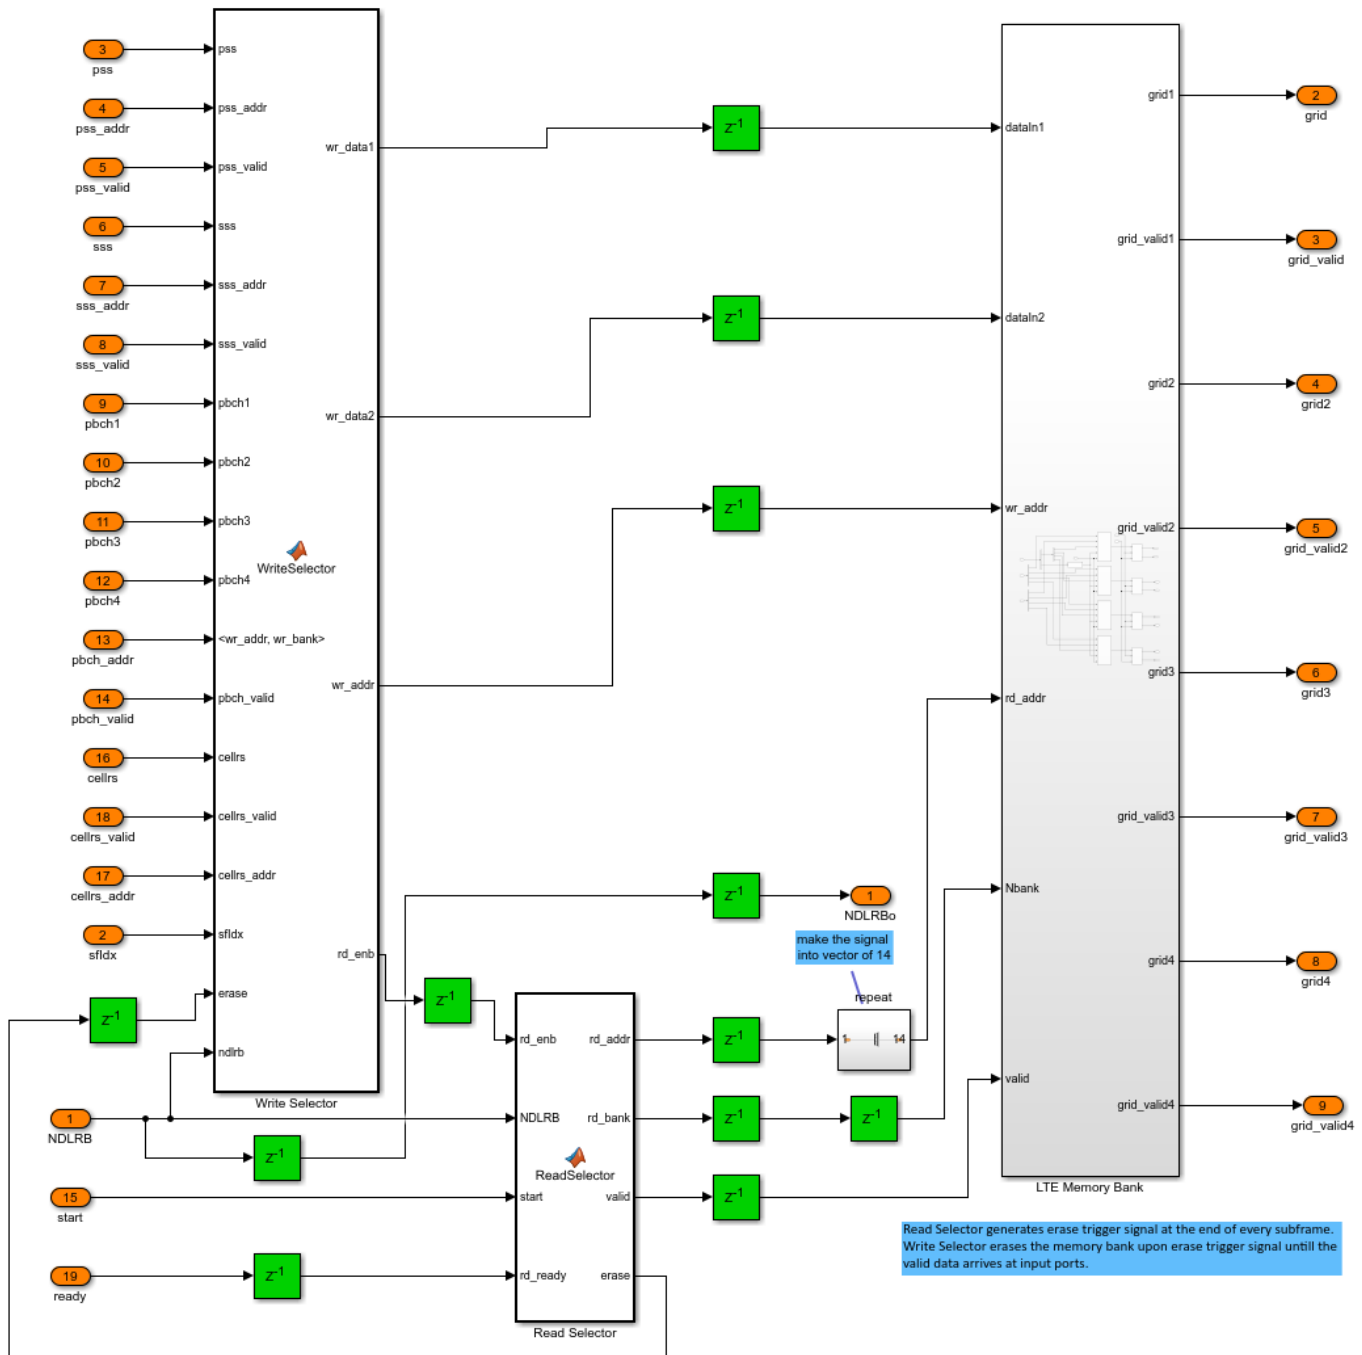 3
pss
pss
4
pss_addr
pss_addr
5
pss_valid
pss_valid
6
sss
sss
7
sss_addr
sss_addr
8
sss_valid
sss_valid
9
pbch1
pbch1
10
pbch2
pbch2
11
pbch3
pbch3
12
pbch4
pbch4
13
pbch_addr
<wr_addr, wr_bank>
14
pbch_valid
pbch_valid
16
cellrs
cellrs
18
cellrs_valid
cellrs_valid
17
cellrs_addr
cellrs_addr
2
sfIdx
sfIdx
z-1
erase
ndlrb
WriteSelector
wr_data1
wr_data2
wr_addr
rd_enb
Write Selector
1
NDLRB
z-1
15
start
19
ready
z-1
z-1
rd_enb
NDLRB
start
rd_ready
ReadSelector
rd_addr
rd_bank
valid
erase
Read Selector
z-1
z-1
z-1
z-1
1
NDLRBo
make the signal
into vector of 14
repeat
z-1
1
14
z-1
z-1
z-1
dataIn1
dataIn2
wr_addr
rd_addr
Nbank
valid
grid1
grid_valid1
grid2
grid_valid2
grid3
grid_valid3
grid4
grid_valid4
LTE Memory Bank
2
grid
3
grid_valid
4
grid2
5
grid_valid2
6
grid3
7
grid_valid3
8
grid4
9
grid_valid4
Read Selector generates erase trigger signal at the end of every subframe.
Write Selector erases the memory bank upon erase trigger signal untill the
valid data arrives at input ports.